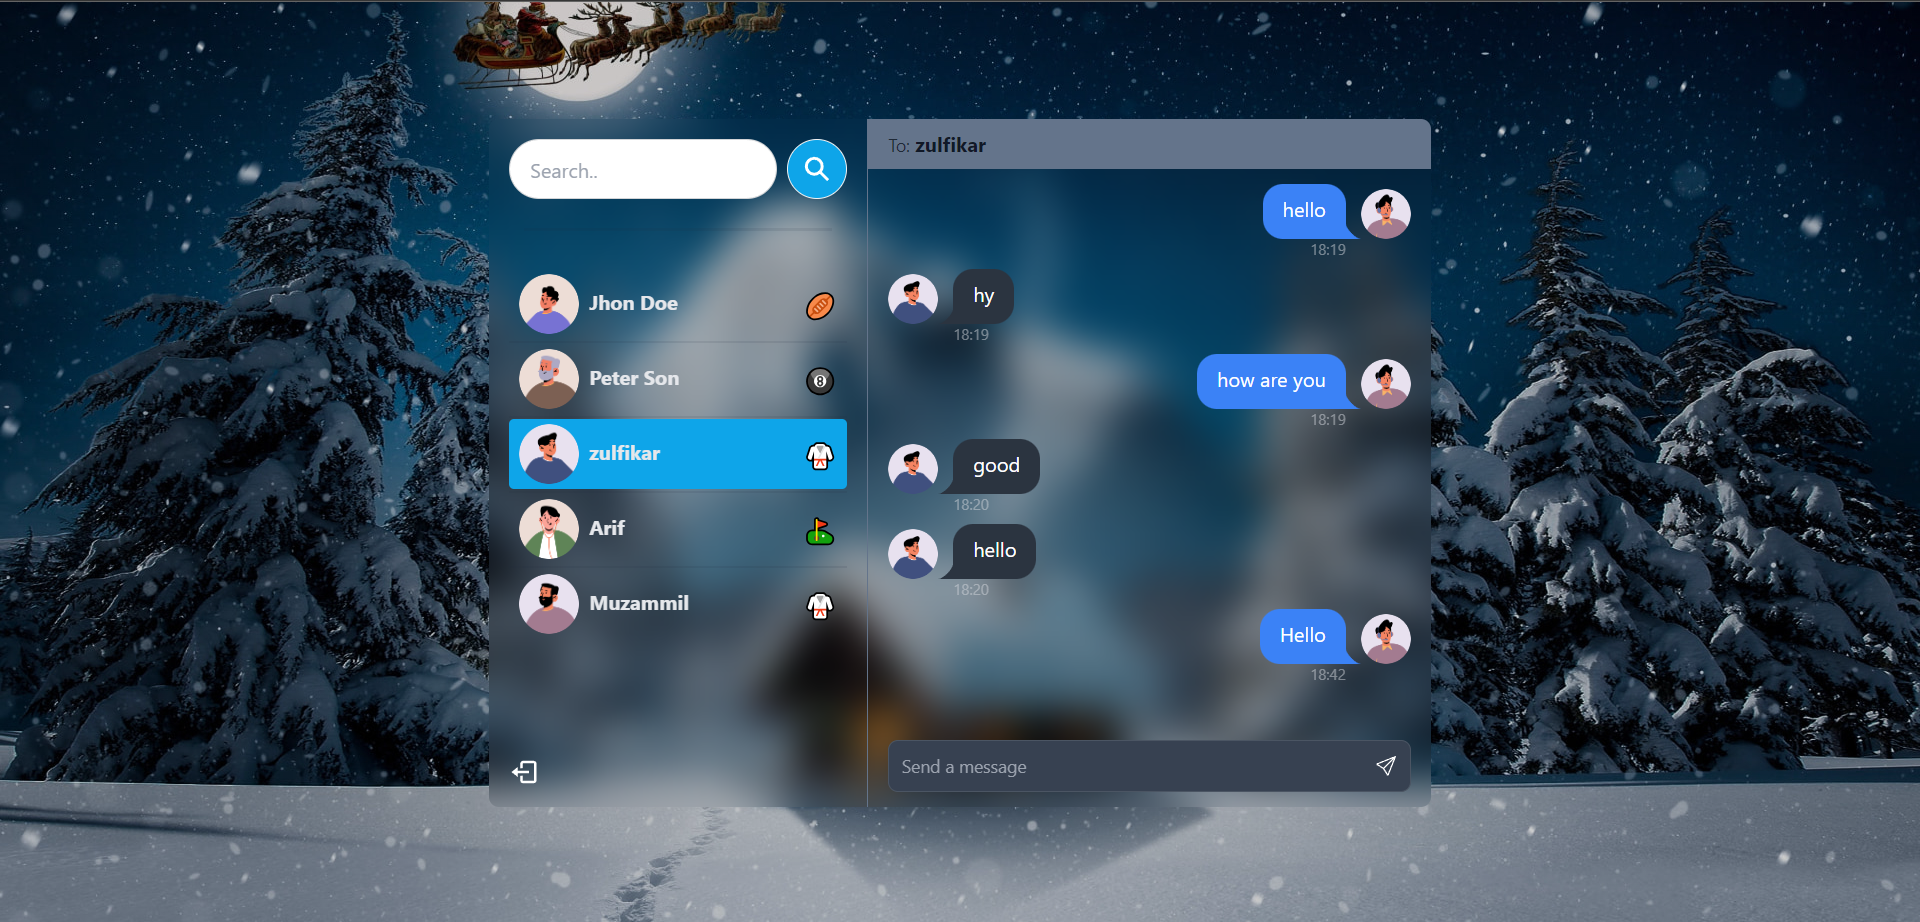 Search..
Jhon Doe
Peter Son
8
zulfikar
Arif
Muzammil
To: zulfikar
hello
18:19
hy
18:19
how are you
18:19
good
18:20
hello
18:20
Hello
18:42
Send a message